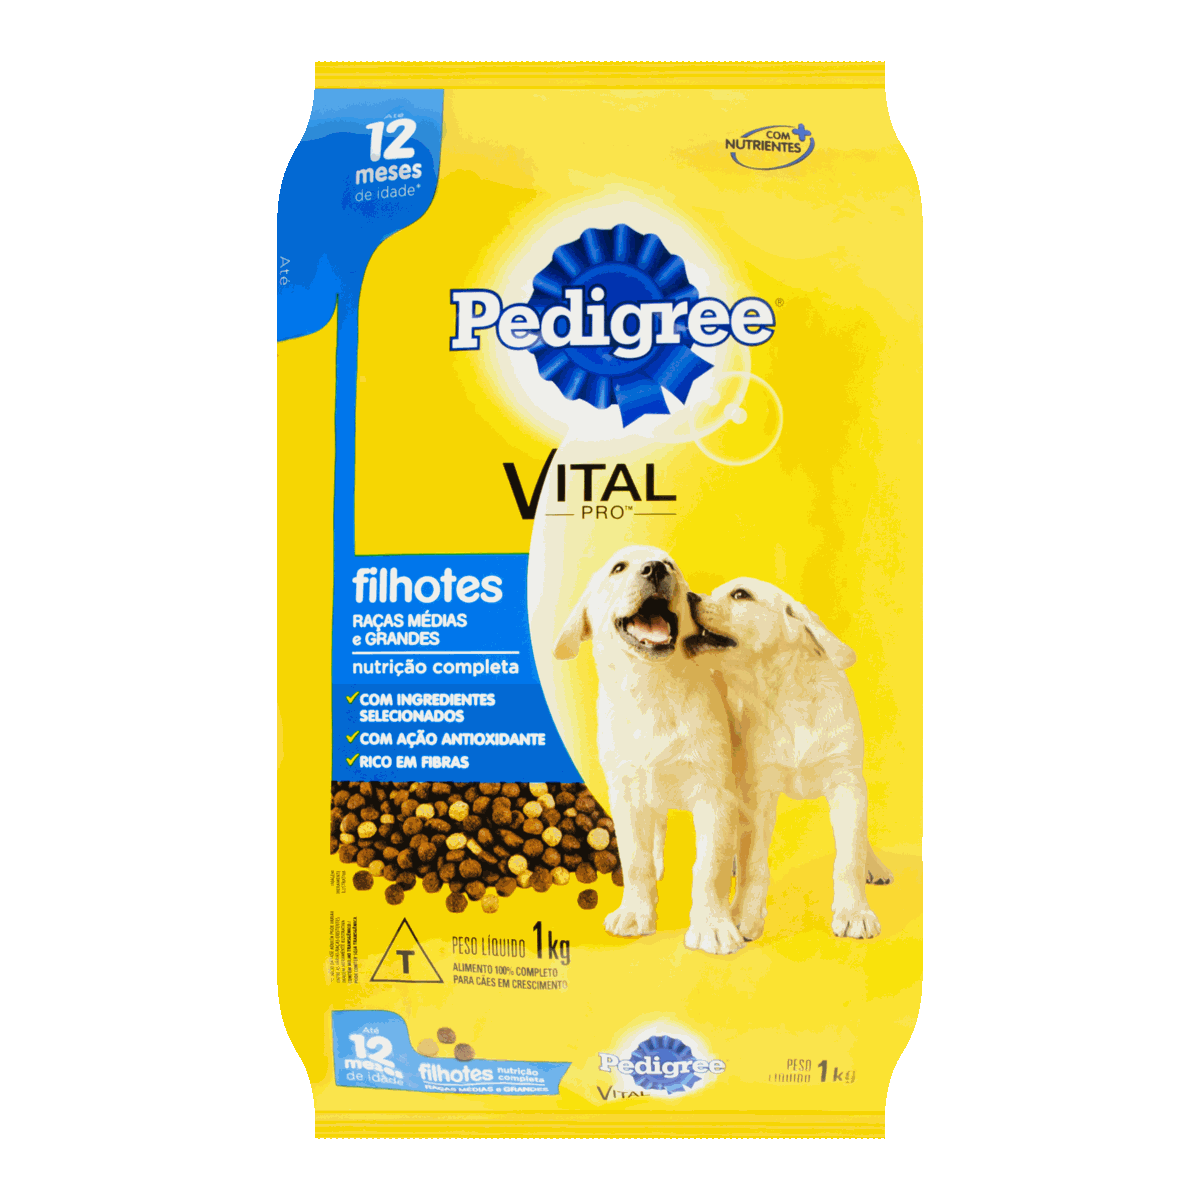 Até
12
meses
de idade*
COM
NUTRIENTES
Até
Pedigree®
VITAL
PRO™
filhotes
RAÇAS MÉDIAS
e GRANDES
nutrição completa
COM INGREDIENTES
SELECIONADOS
COM AÇÃO ANTIOXIDANTE
RICO EM FIBRAS
T
PESO LÍQUIDO 1kg
ALIMENTO 100% COMPLETO
PARA CÃES EM CRESCIMENTO
Até
12
meses
de idade
filhotes nutrição
completa
RAÇAS MÉDIAS e GRANDES
Pedigree
VITAL
PESO
LÍQUIDO 1kg